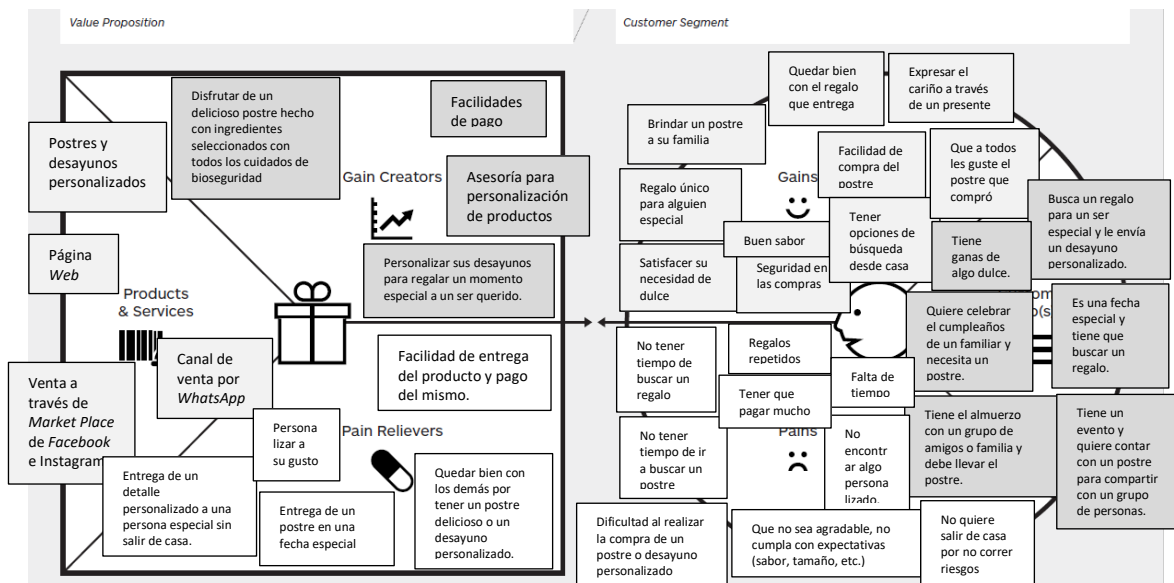 Value Proposition
Customer Segment
Disfrutar de un
delicioso postre hecho
con ingredientes
seleccionados con
todos los cuidados de
bioseguridad
Facilidades
de pago
Postres y
desayunos
personalizados
Gain Creators
Asesoría para
personalización
de productos
Página
Web
Personalizar sus desayunos
para regalar un momento
especial a un ser querido.
Products
& Services
Canal de
venta por
WhatsApp
Facilidad de entrega
del producto y pago
del mismo.
Venta a
través de
Market Place
de Facebook
e Instagram
Persona
lizar a
su gusto
Pain Relievers
Entrega de un
detalle
personalizado a una
persona especial sin
salir de casa.
Entrega de un
postre en una
fecha especial
Quedar bien con
los demás por
tener un postre
delicioso o un
desayuno
personalizado.
Quedar bien
con el regalo
que entrega
Expresar el
cariño a través
de un presente
Brindar un postre
a su familia
Facilidad de
compra del
postre
Que a todos
les guste el
postre que
compró
Regalo único
para alguien
especial
Gains
Busca un regalo
para un ser
especial y le envía
un desayuno
personalizado.
Buen sabor
Tener
opciones de
búsqueda
desde casa
Tiene
ganas de
algo dulce.
Satisfacer su
necesidad de
dulce
Seguridad en
las compras
Quiere celebrar
el cumpleaños
de un familiar y
necesita un
postre.
Es una fecha
especial y
tiene que
buscar un
regalo.
No tener
tiempo de
buscar un
regalo
Regalos
repetidos
Falta de
tiempo
Tener que
pagar mucho
Tiene el almuerzo
con un grupo de
amigos o familia y
debe llevar el
postre.
Tiene un
evento y
quiere contar
con un postre
para compartir
con un grupo
de personas.
No tener
tiempo de ir
a buscar un
postre
Pains
No
encontr
ar algo
persona
lizado.
Dificultad al realizar
la compra de un
postre o desayuno
personalizado
Que no sea agradable, no
cumpla con expectativas
(sabor, tamaño, etc.)
No quiere
salir de casa
por no correr
riesgos